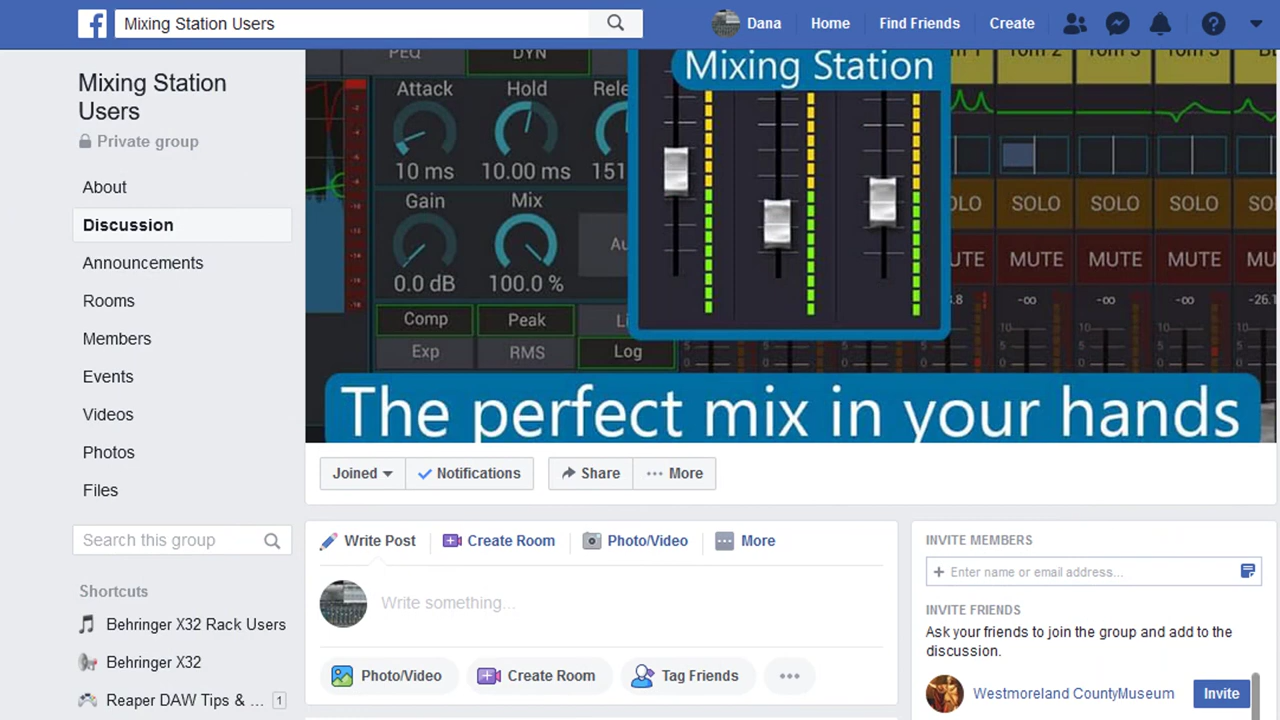 Mixing Station Users
Dana
Home
Find Friends
Create
Mixing Station
Users
Private group
About
Discussion
Announcements
Rooms
Members
Events
Videos
Photos
Files
Search this group
Shortcuts
Behringer X32 Rack Users
Behringer X32
Reaper DAW Tips & ...
1
PEQ
DYN
Attack
Hold
10 ms
10.00 ms
151
Gain
Mix
0.0 dB
100.0 %
Comp
Peak
Exp
RMS
Log
Mixing Station
Tom 2
SOLO SOLO SOLO
MUTE MUTE MUTE
-∞ -∞ -∞
The perfect mix in your hands
Joined
Notifications
Share
More
Write Post
Create Room
Photo/Video
More
Write something...
Photo/Video
Create Room
Tag Friends
INVITE MEMBERS
+ Enter name or email address...
INVITE FRIENDS
Ask your friends to join the group and add to the
discussion.
Westmoreland CountyMuseum
Invite